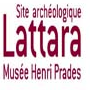 Site archéologique
Lattara
Musée Henri Prades